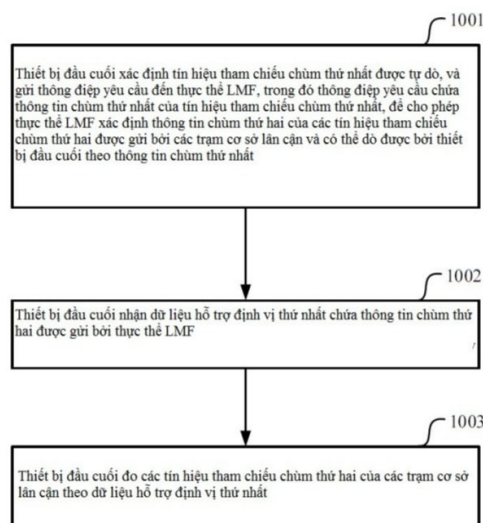 1001
Thiết bị đầu cuối xác định tín hiệu tham chiếu chùm thứ nhất được tự dò, và
gửi thông điệp yêu cầu đến thực thể LMF, trong đó thông điệp yêu cầu chứa
thông tin chùm thứ nhất của tín hiệu tham chiếu chùm thứ nhất, để cho phép
thực thể LMF xác định thông tin chùm thứ hai của các tín hiệu tham chiếu
chùm thứ hai được gửi bởi các trạm cơ sở lân cận và có thể dò được bởi thiết
bị đầu cuối theo thông tin chùm thứ nhất
1002
Thiết bị đầu cuối nhận dữ liệu hỗ trợ định vị thứ nhất chứa thông tin chùm thứ
hai được gửi bởi thực thể LMF
1003
Thiết bị đầu cuối đo các tín hiệu tham chiếu chùm thứ hai của các trạm cơ sở
lân cận theo dữ liệu hỗ trợ định vị thứ nhất